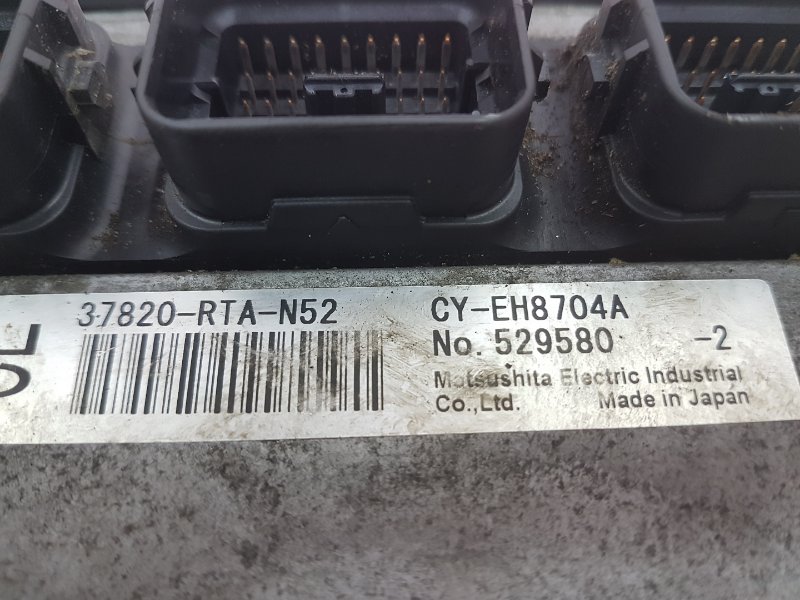 37820-RTA-N52
CY-EH8704A
No. 529580 -2
Matsushita Electric Industrial
Co.,Ltd. Made in Japan